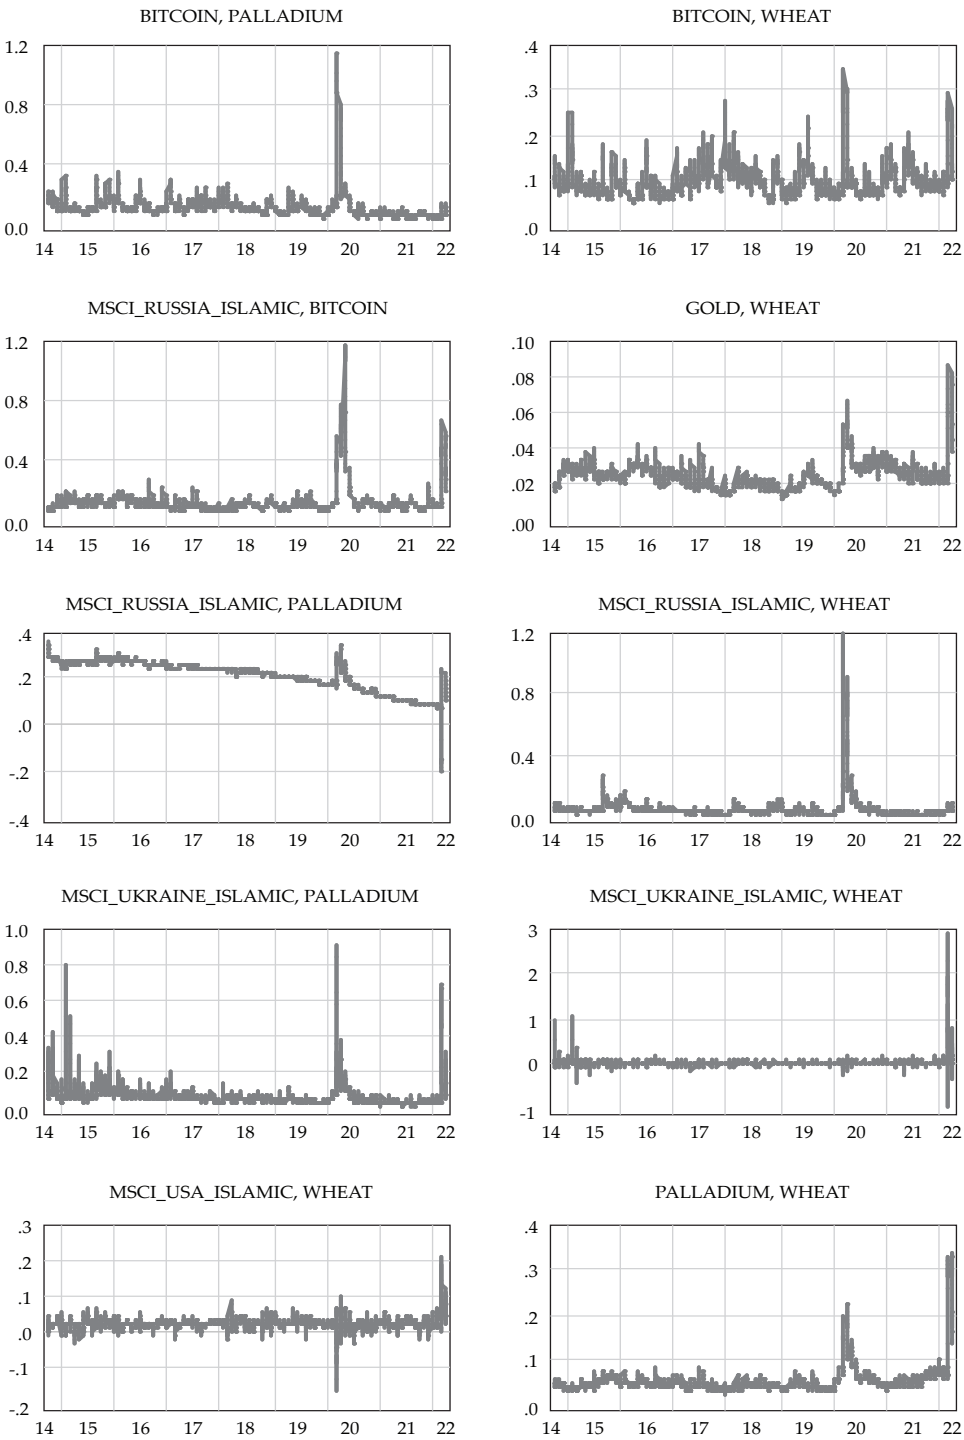 BITCOIN, PALLADIUM
1.2
0.8
0.4
0.0
14 15 16 17 18 19 20 21 22
BITCOIN, WHEAT
.4
.3
.2
.1
.0
14 15 16 17 18 19 20 21 22
MSCI_RUSSIA_ISLAMIC, BITCOIN
1.2
0.8
0.4
0.0
14 15 16 17 18 19 20 21 22
GOLD, WHEAT
.10
.08
.06
.04
.02
.00
14 15 16 17 18 19 20 21 22
MSCI_RUSSIA_ISLAMIC, PALLADIUM
.4
.2
.0
-.2
-.4
14 15 16 17 18 19 20 21 22
MSCI_RUSSIA_ISLAMIC, WHEAT
1.2
0.8
0.4
0.0
14 15 16 17 18 19 20 21 22
MSCI_UKRAINE_ISLAMIC, PALLADIUM
1.0
0.8
0.6
0.4
0.2
0.0
14 15 16 17 18 19 20 21 22
MSCI_UKRAINE_ISLAMIC, WHEAT
3
2
1
0
-1
14 15 16 17 18 19 20 21 22
MSCI_USA_ISLAMIC, WHEAT
.3
.2
.1
.0
-.1
-.2
14 15 16 17 18 19 20 21 22
PALLADIUM, WHEAT
.4
.3
.2
.1
.0
14 15 16 17 18 19 20 21 22